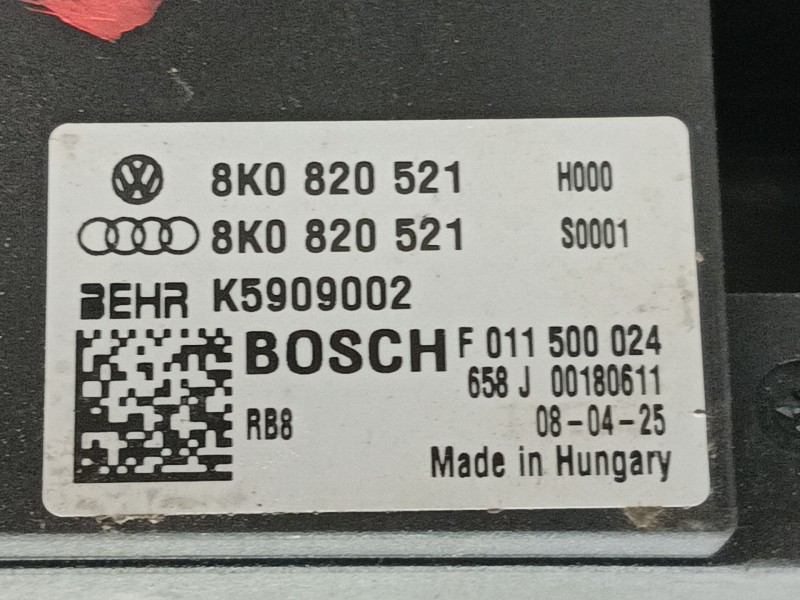 8K0 820 521 H000
8K0 820 521 S0001
BEHR K5909002
BOSCH F 011 500 024
658 J 00180611
RB8 08-04-25
Made in Hungary